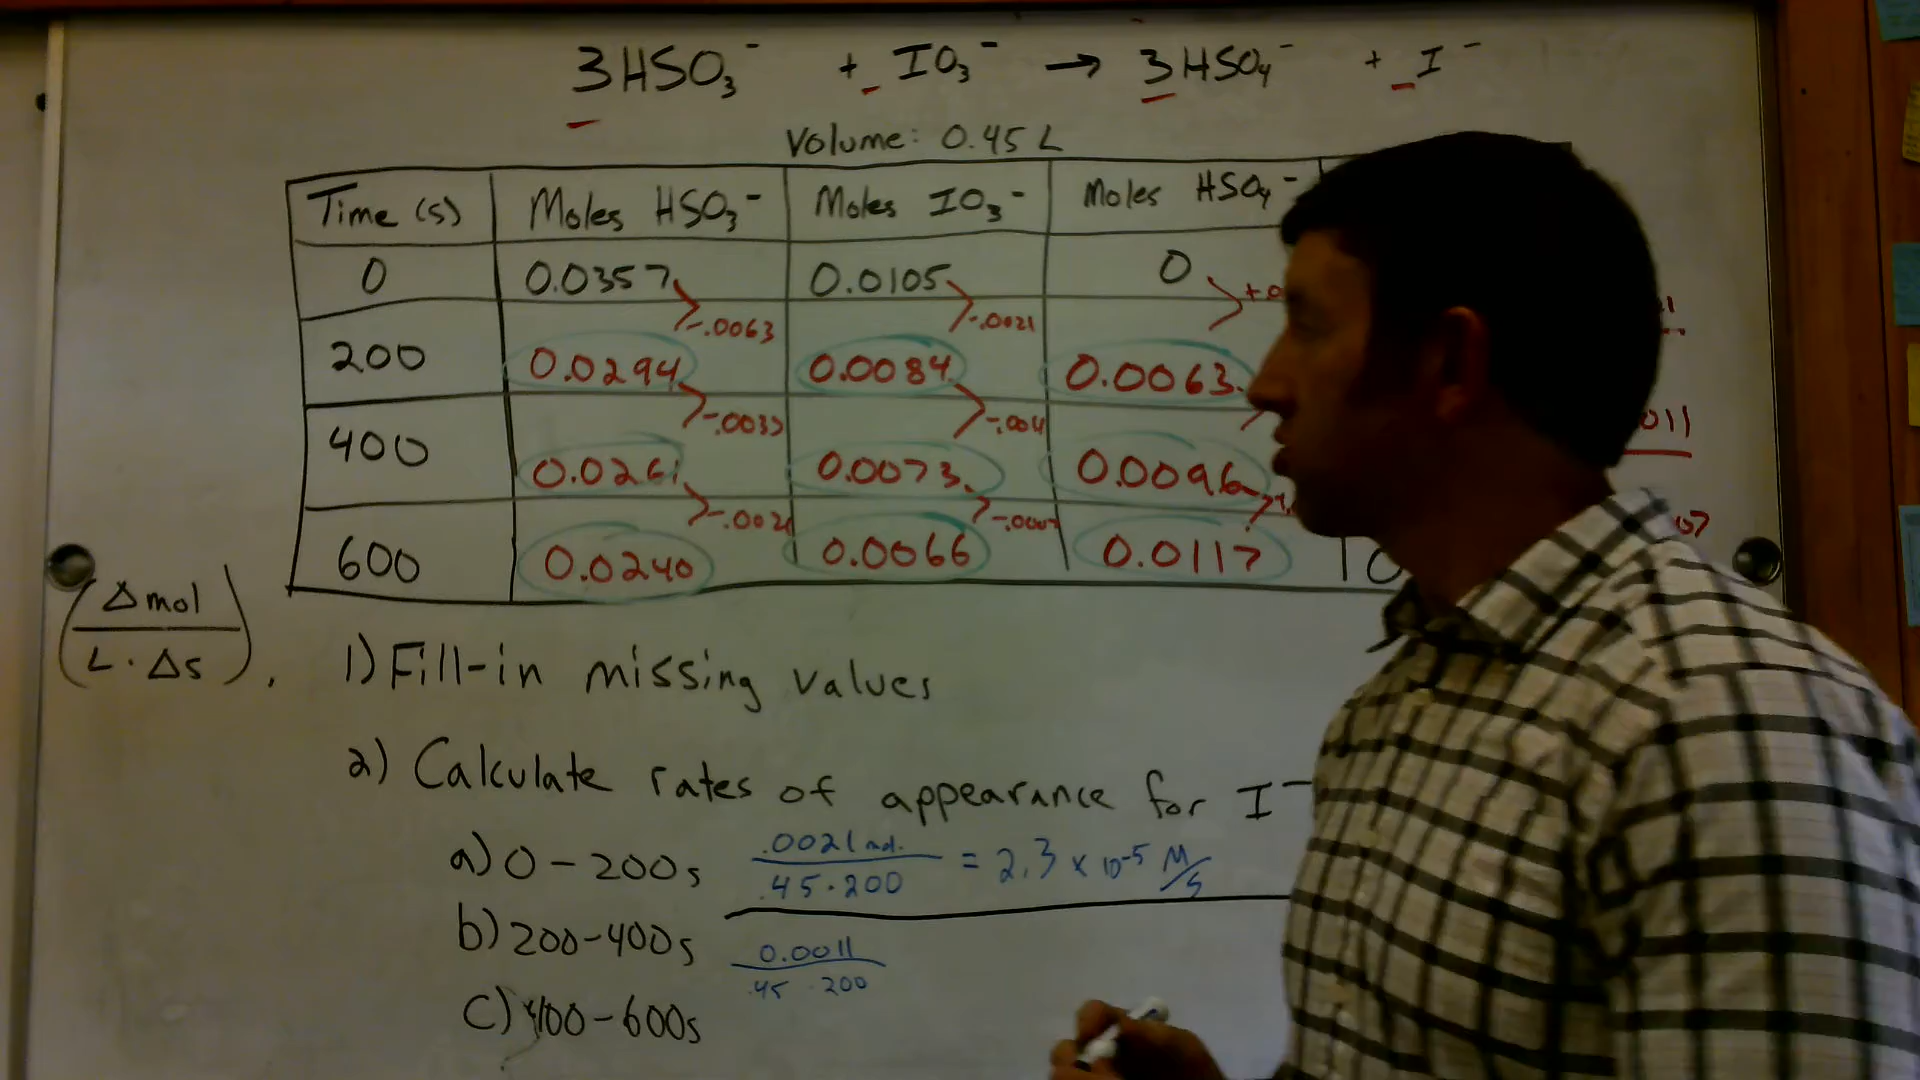 3HSO₃⁻ + IO₃⁻ → 3HSO₄⁻ + I⁻
Volume: 0.45 L
Time (s) Moles HSO₃⁻ Moles IO₃⁻ Moles HSO₄⁻
0 0.0357 0.0105 0
-.0063 -.0021
200 0.0294 0.0084 0.0063
-.0033 -.0011
400 0.0261 0.0073 0.0096
011
-.0021 -.0007
07
600 0.0240 0.0066 0.0117
(Δmol / L · Δs).
1) Fill-in missing values
2) Calculate rates of appearance for I⁻
a) 0 - 200s .0021 mol / .45 · 200 = 2.3 × 10⁻⁵ M/s
b) 200 - 400s 0.0011 / .45 · 200
c) 400 - 600s